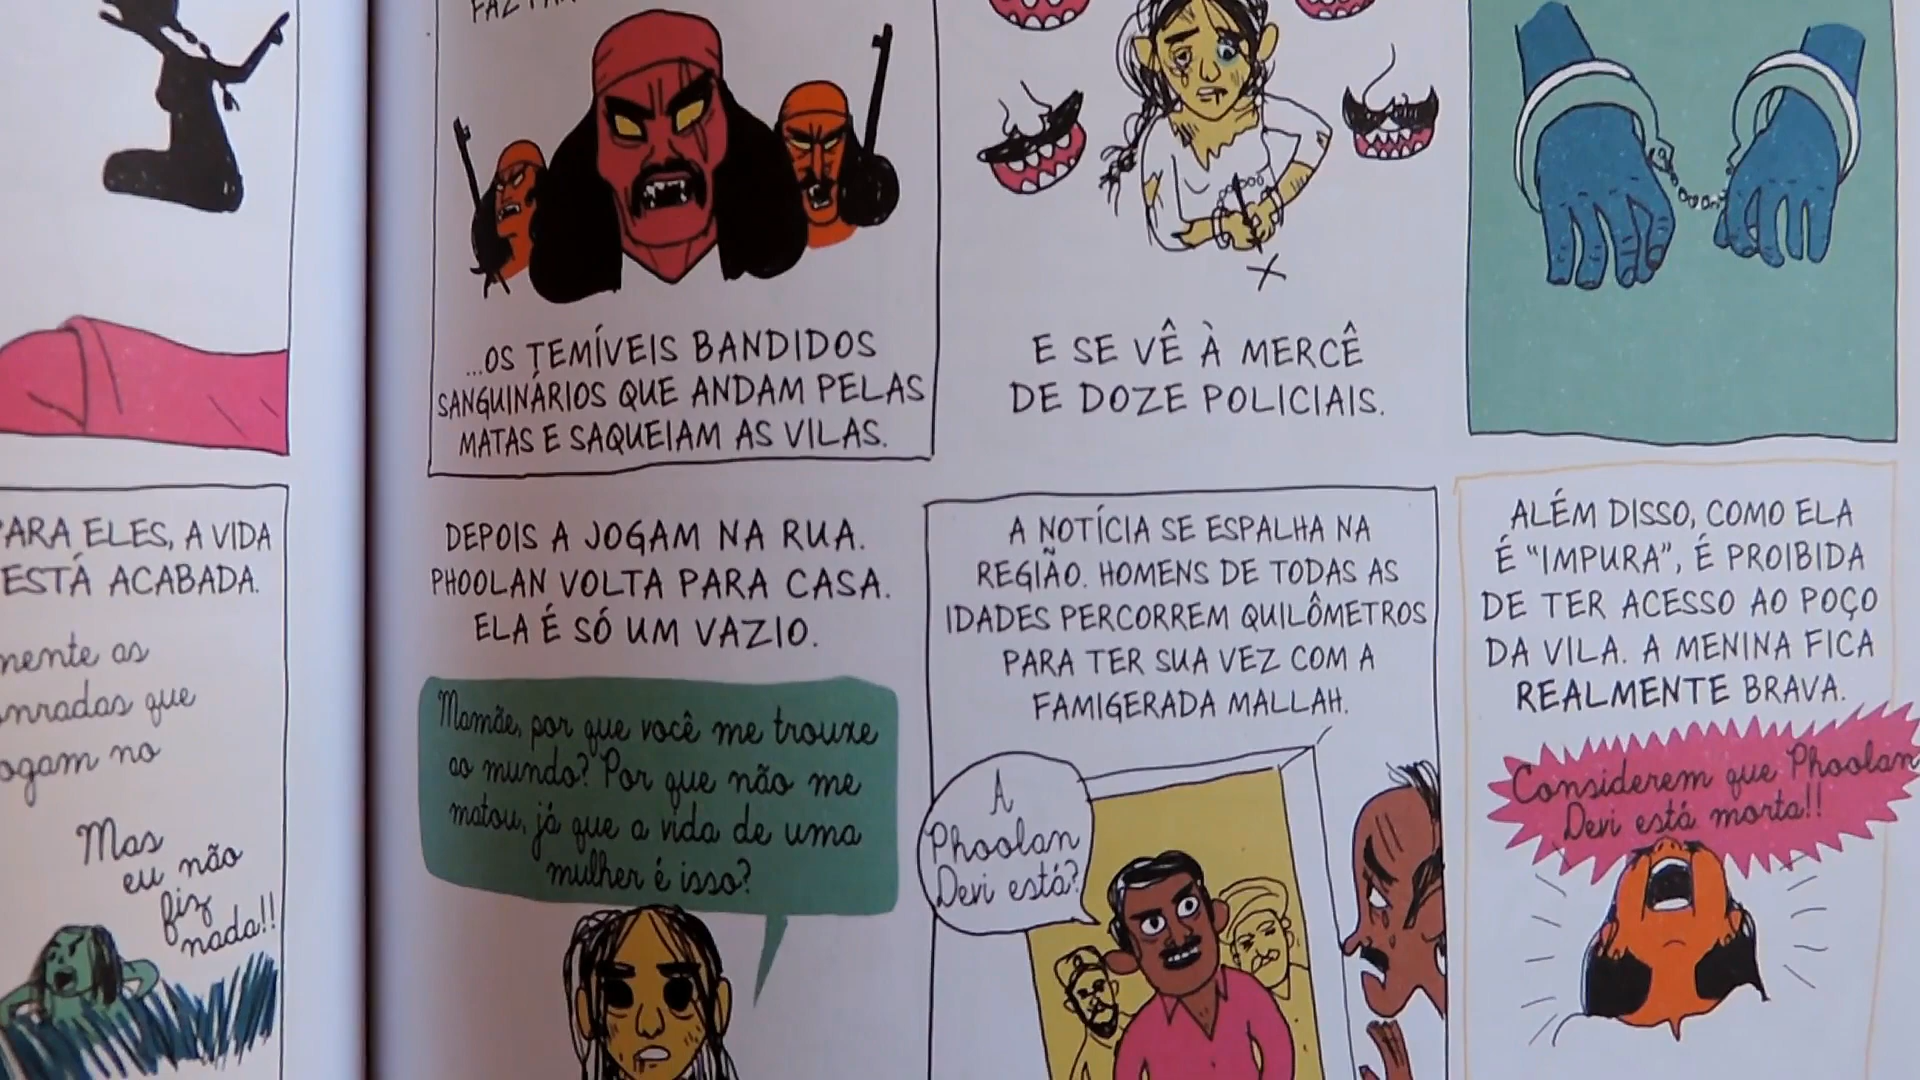 PARA ELES, A VIDA
ESTÁ ACABADA.
mente as
nradas que
ogam no
Mas
eu não
fiz
nada!!
...OS TEMÍVEIS BANDIDOS
SANGUINÁRIOS QUE ANDAM PELAS
MATAS E SAQUEIAM AS VILAS.
E SE VÊ À MERCÊ
DE DOZE POLICIAIS.
DEPOIS A JOGAM NA RUA.
PHOOLAN VOLTA PARA CASA.
ELA É SÓ UM VAZIO.
Mamãe, por que você me trouxe
ao mundo? Por que não me
matou, já que a vida de uma
mulher é isso?
A NOTÍCIA SE ESPALHA NA
REGIÃO. HOMENS DE TODAS AS
IDADES PERCORREM QUILÔMETROS
PARA TER SUA VEZ COM A
FAMIGERADA MALLAH.
A
Phoolan
Devi está?
ALÉM DISSO, COMO ELA
É “IMPURA”, É PROIBIDA
DE TER ACESSO AO POÇO
DA VILA. A MENINA FICA
REALMENTE BRAVA.
Considerem que Phoolan
Devi está morta!!